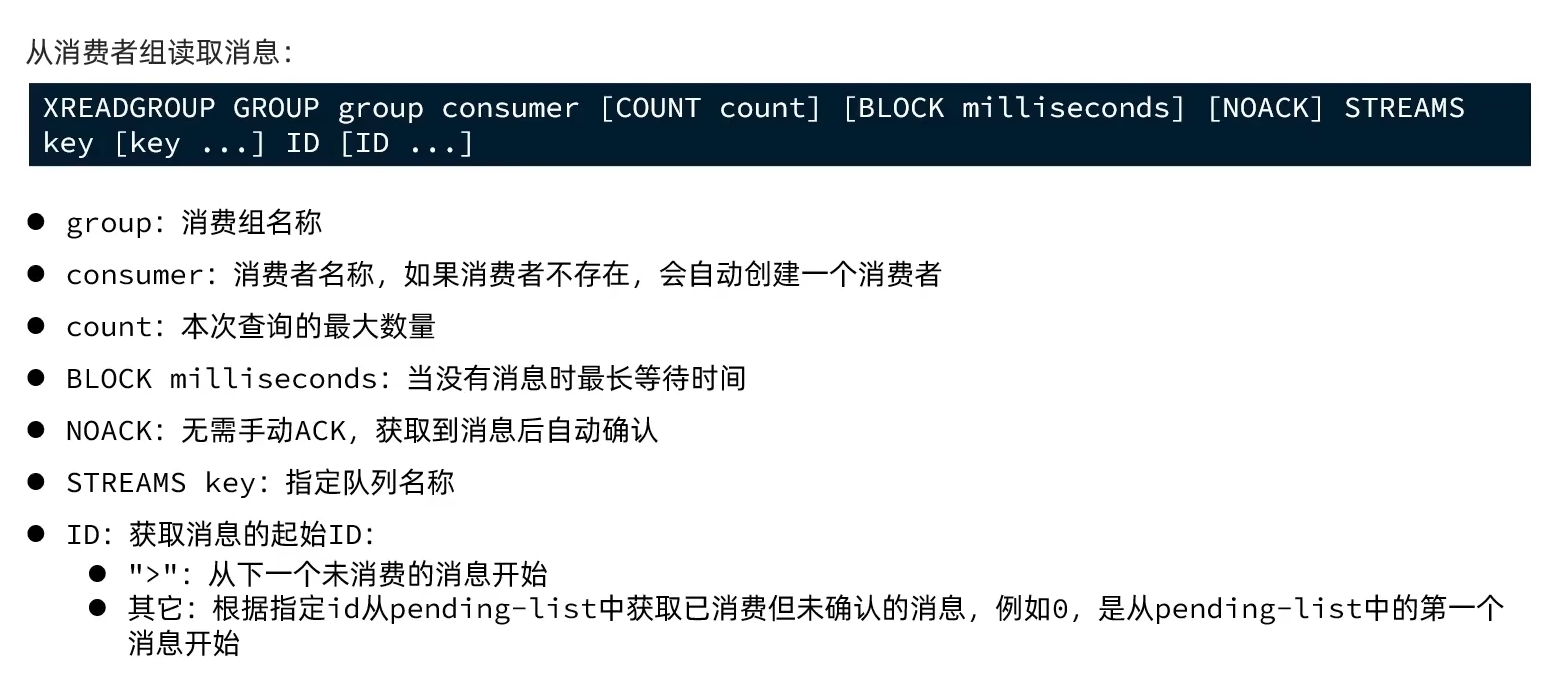 从消费者组读取消息：
XREADGROUP GROUP group consumer [COUNT count] [BLOCK milliseconds] [NOACK] STREAMS
key [key ...] ID [ID ...]
● group：消费组名称
● consumer：消费者名称，如果消费者不存在，会自动创建一个消费者
● count：本次查询的最大数量
● BLOCK milliseconds：当没有消息时最长等待时间
● NOACK：无需手动ACK，获取到消息后自动确认
● STREAMS key：指定队列名称
● ID：获取消息的起始ID：
● ">"：从下一个未消费的消息开始
● 其它：根据指定id从pending-list中获取已消费但未确认的消息，例如0，是从pending-list中的第一个
消息开始